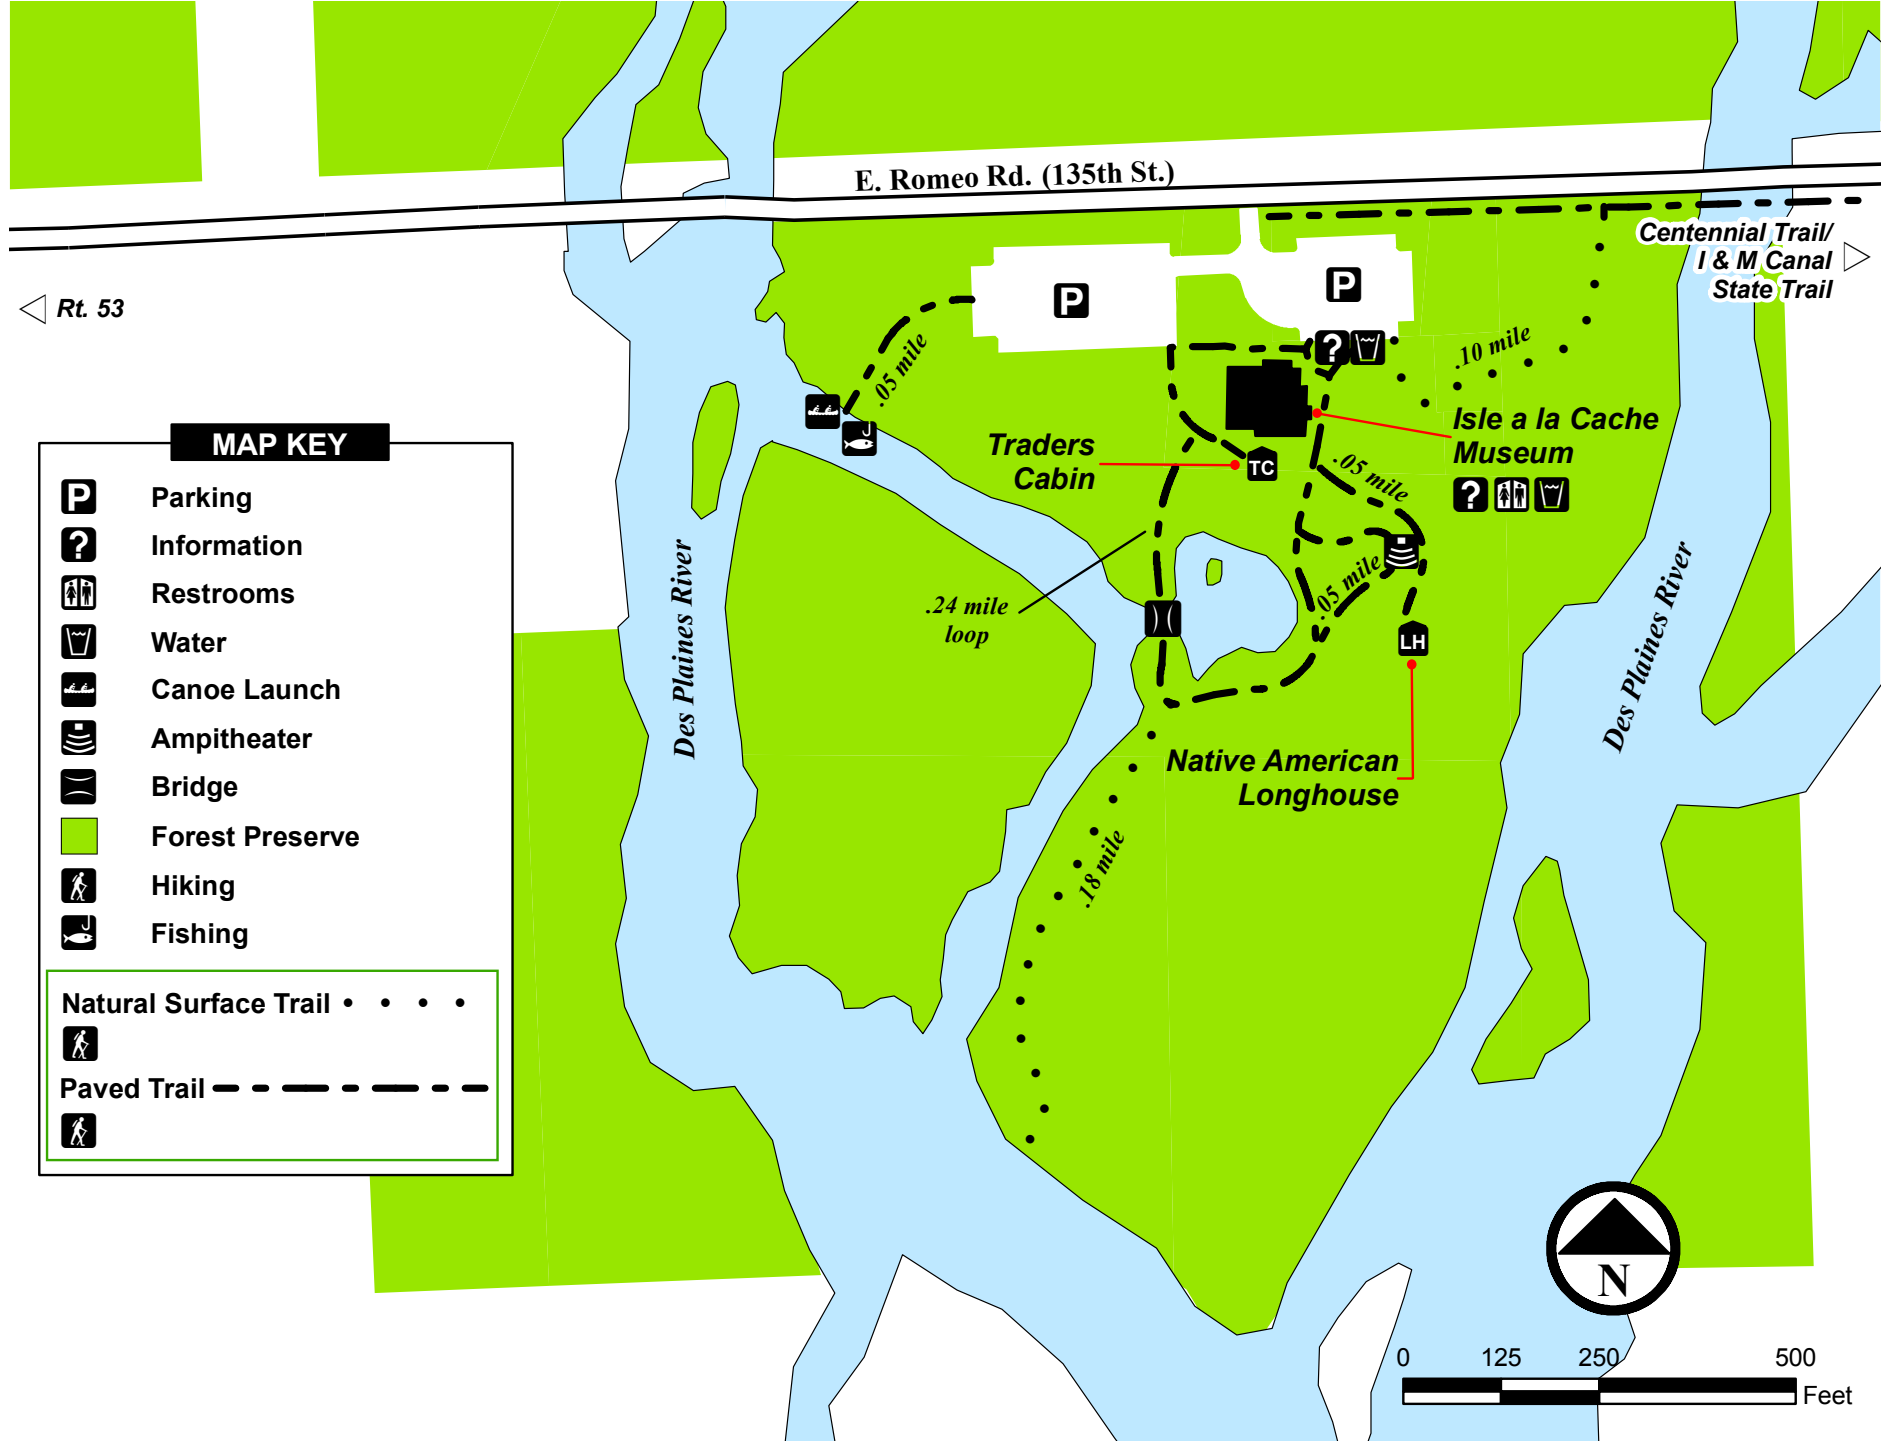 E. Romeo Rd. (135th St.)
Centennial Trail/
I & M Canal
State Trail
Rt. 53
P
P
?
.05 mile
.10 mile
Isle a la Cache
Museum
?
Traders
Cabin
TC
.05 mile
.05 mile
LH
.24 mile
loop
Des Plaines River
Des Plaines River
Native American
Longhouse
.18 mile
MAP KEY
P Parking
? Information
Restrooms
Water
Canoe Launch
Ampitheater
Bridge
Forest Preserve
Hiking
Fishing
Natural Surface Trail
Paved Trail
N
0 125 250 500
Feet